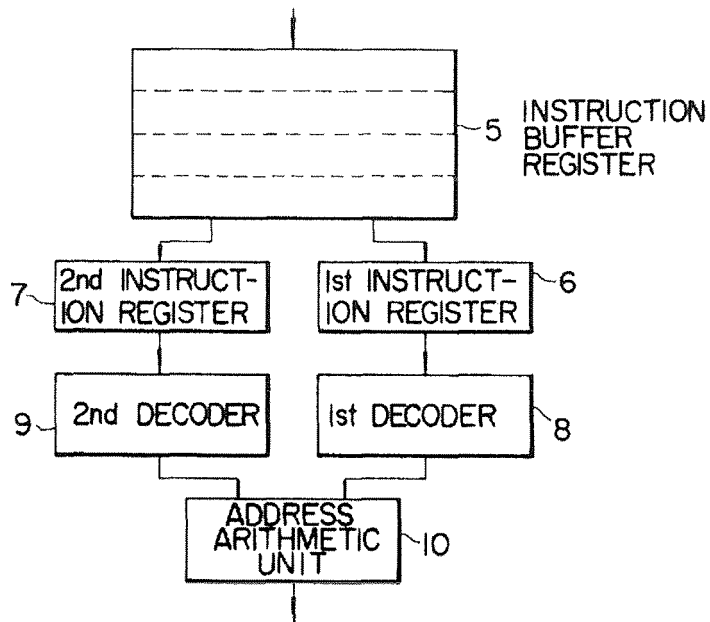 5
INSTRUCTION
BUFFER
REGISTER
7
2nd INSTRUCT-
ION REGISTER
1st INSTRUCT-
ION REGISTER
6
9
2nd DECODER
1st DECODER
8
ADDRESS
ARITHMETIC
UNIT
10